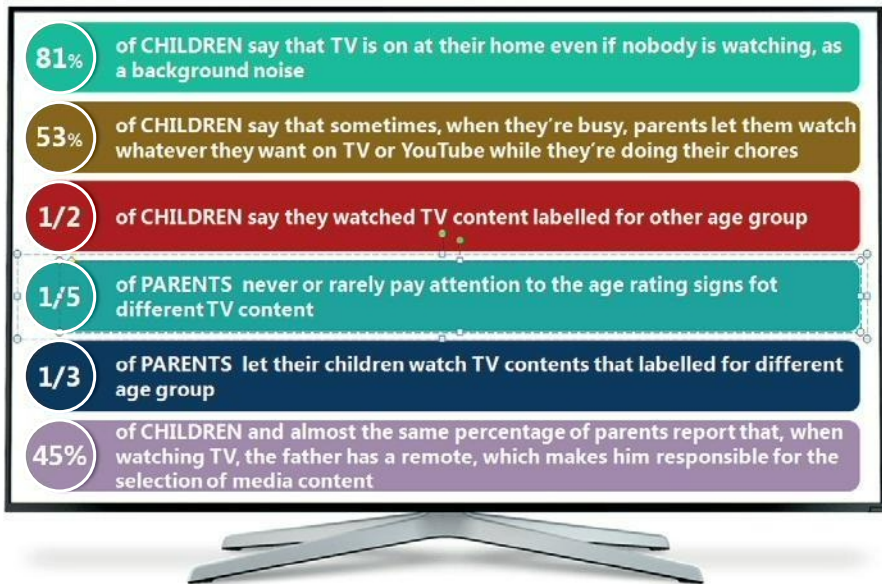 81%
of CHILDREN say that TV is on at their home even if nobody is watching, as
a background noise
53%
of CHILDREN say that sometimes, when they're busy, parents let them watch
whatever they want on TV or YouTube while they're doing their chores
1/2
of CHILDREN say they watched TV content labelled for other age group
1/5
of PARENTS never or rarely pay attention to the age rating signs fot
different TV content
1/3
of PARENTS let their children watch TV contents that labelled for different
age group
45%
of CHILDREN and almost the same percentage of parents report that, when
watching TV, the father has a remote, which makes him responsible for the
selection of media content